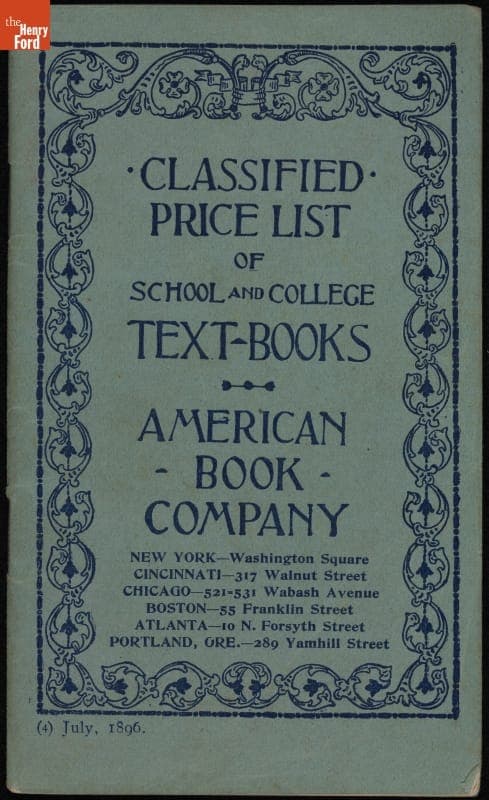 the
Henry
Ford
·CLASSIFIED·
PRICE LIST
OF
SCHOOL AND COLLEGE
TEXT-BOOKS
AMERICAN
- BOOK -
COMPANY
NEW YORK—Washington Square
CINCINNATI—317 Walnut Street
CHICAGO—521-531 Wabash Avenue
BOSTON—55 Franklin Street
ATLANTA—10 N. Forsyth Street
PORTLAND, ORE.—289 Yamhill Street
(4) July, 1896.